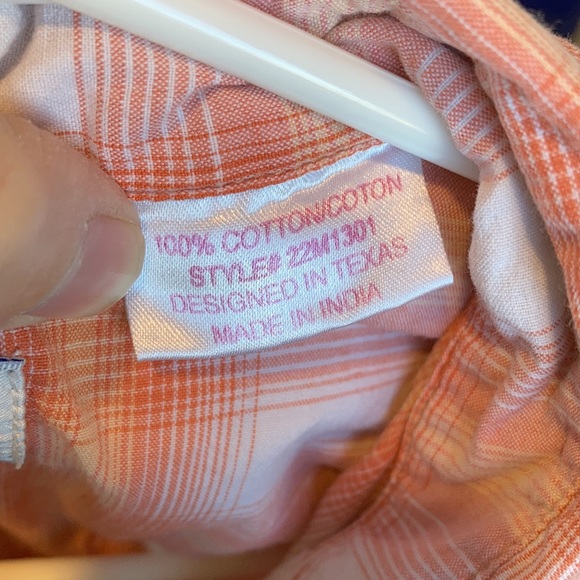 100% COTTON/COTON
STYLE# 22M1301
DESIGNED IN TEXAS
MADE IN INDIA